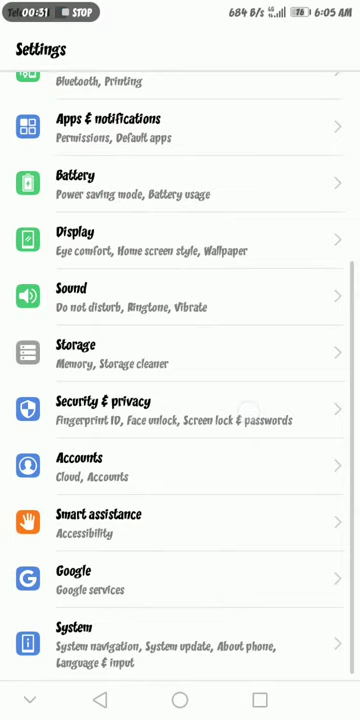 00:31 STOP 684 B/s 4G 76 6:05 AM
Settings
Bluetooth, Printing
Apps & notifications
Permissions, Default apps
Battery
Power saving mode, Battery usage
Display
Eye comfort, Home screen style, Wallpaper
Sound
Do not disturb, Ringtone, Vibrate
Storage
Memory, Storage cleaner
Security & privacy
Fingerprint ID, Face unlock, Screen lock & passwords
Accounts
Cloud, Accounts
Smart assistance
Accessibility
Google
Google services
System
System navigation, System update, About phone,
Language & input